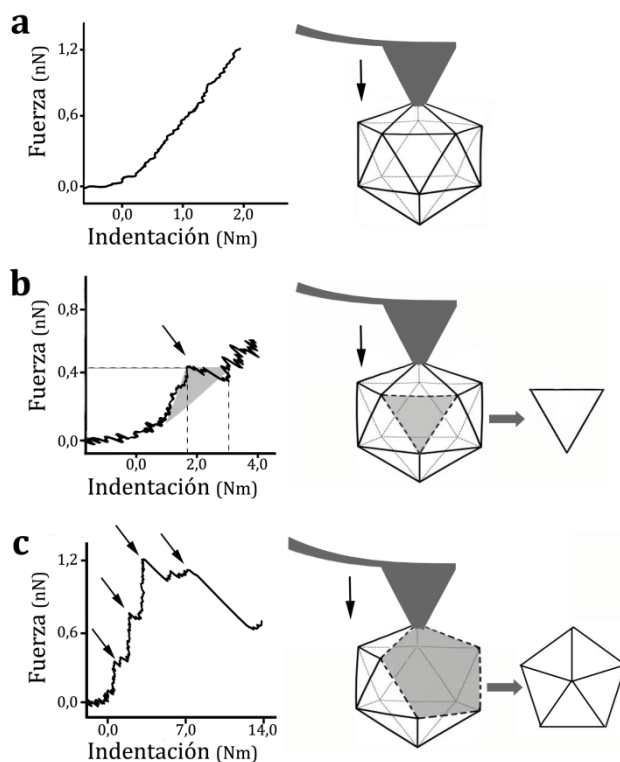 a
Fuerza (nN)
1,2
0,6
0,0
0,0 1,0 2,0
Indentación (Nm)
b
Fuerza (nN)
0,8
0,4
0,0
0,0 2,0 4,0
Indentación (Nm)
c
Fuerza (nN)
1,2
0,6
0,0
0,0 7,0 14,0
Indentación (Nm)